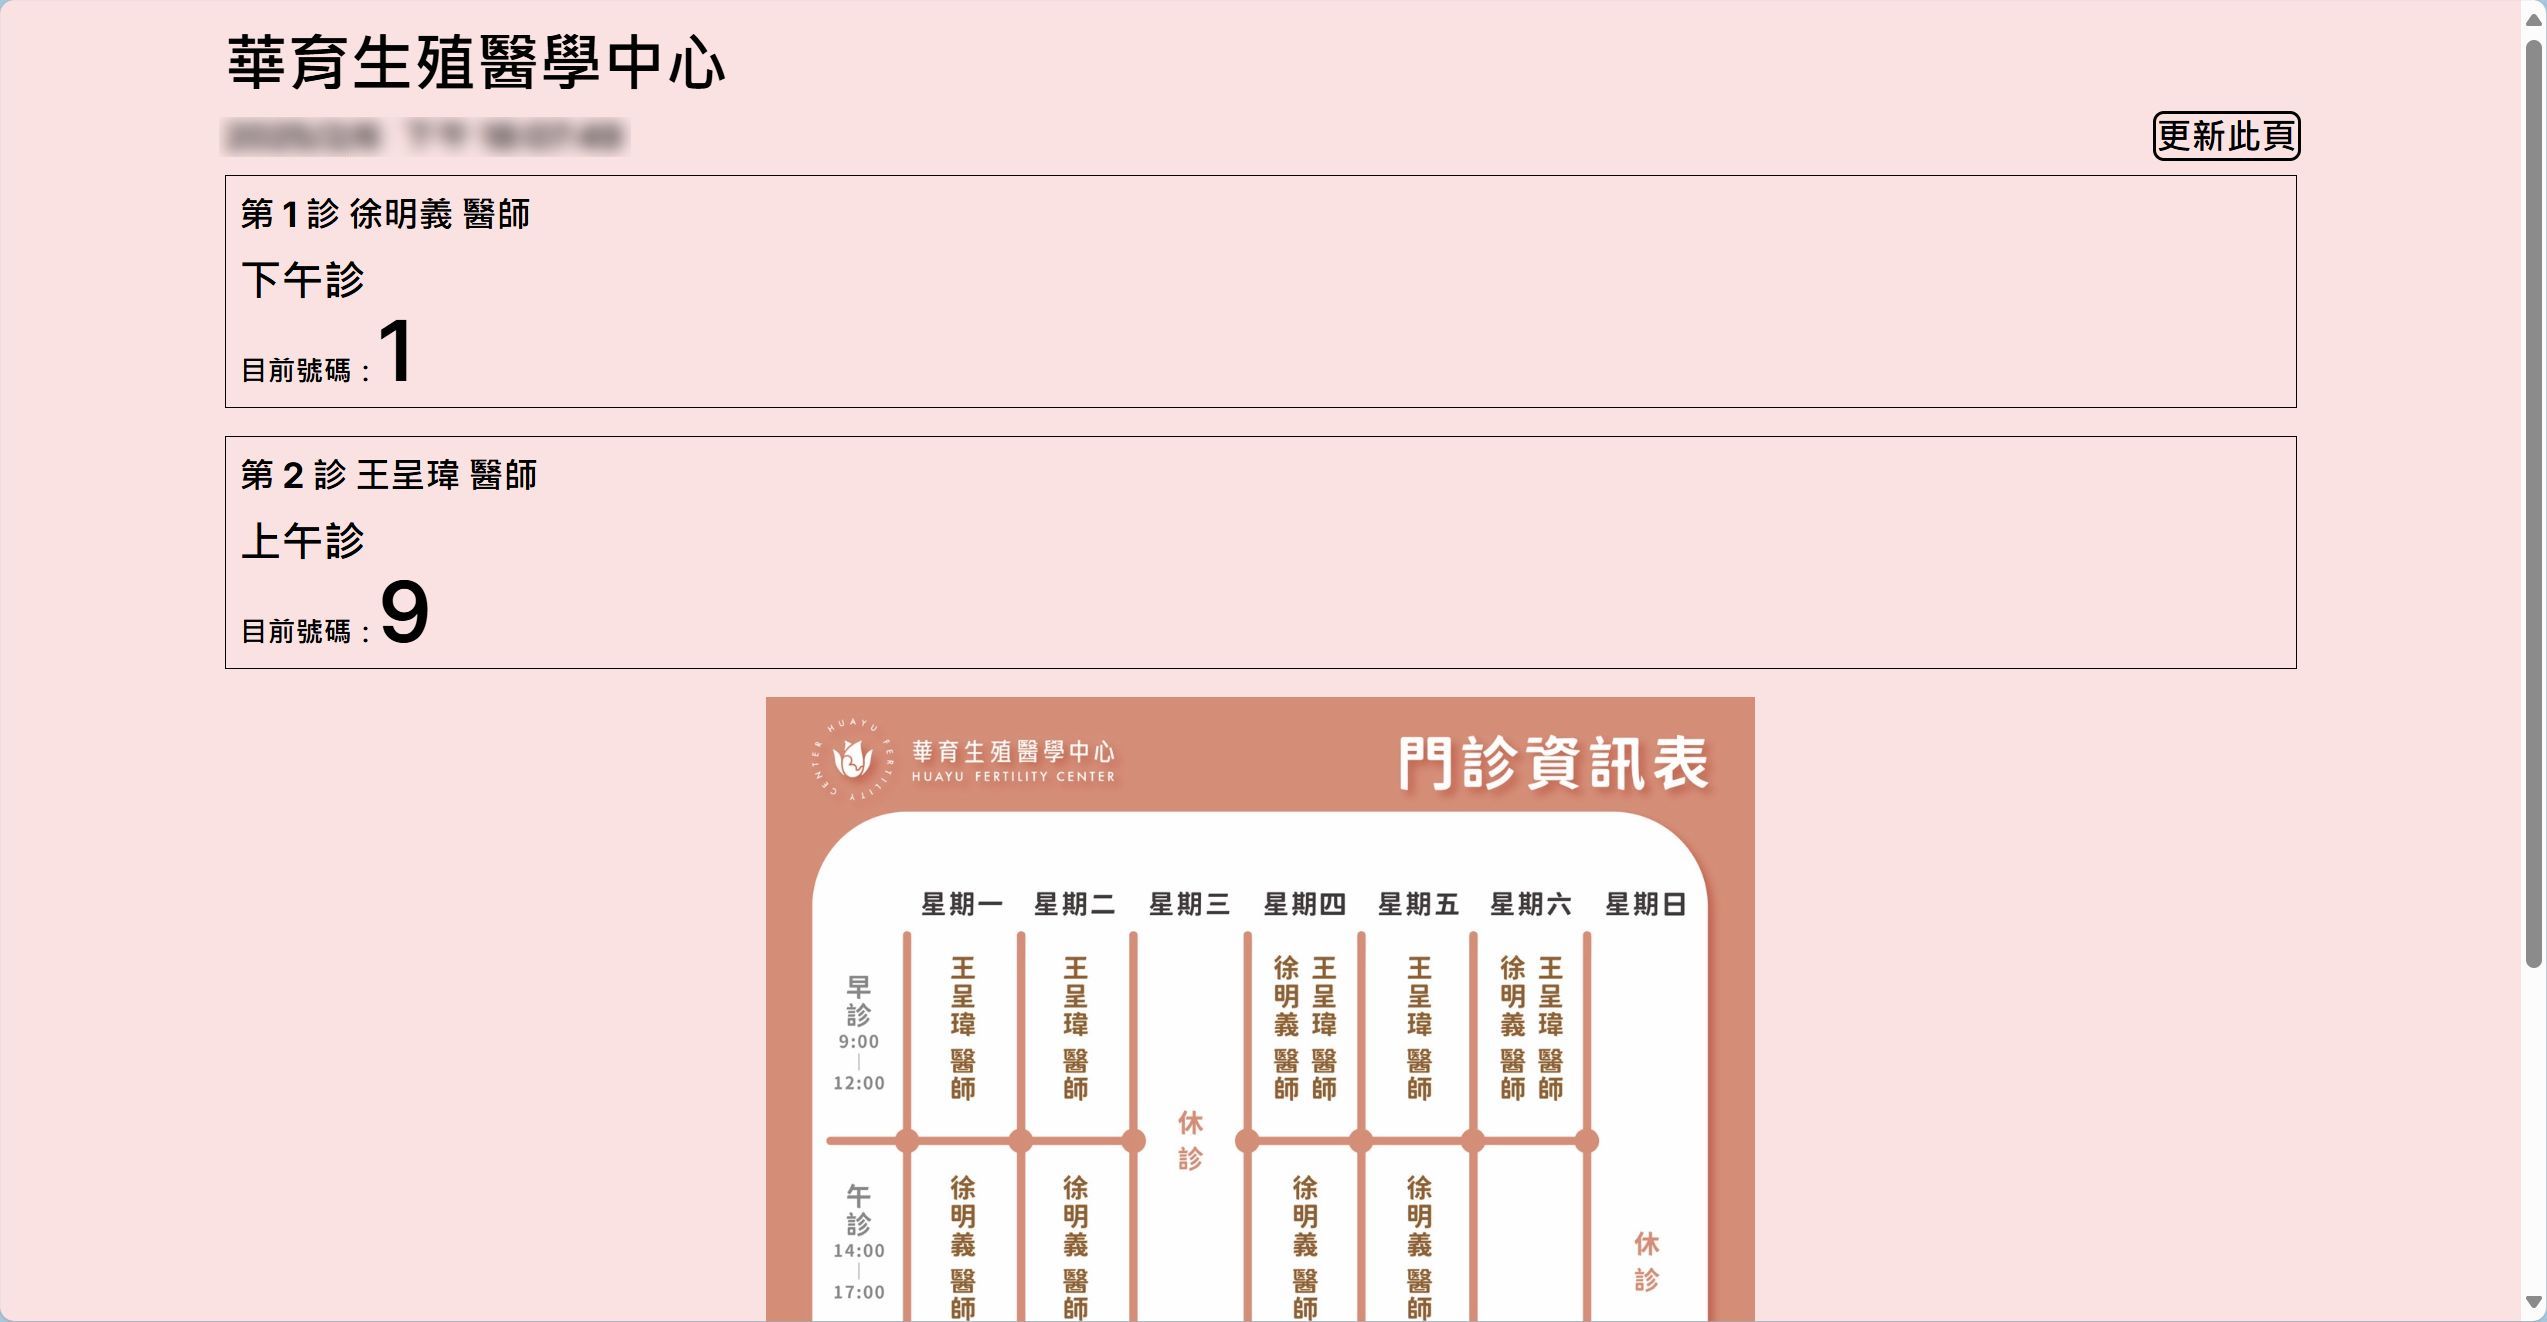 華育生殖醫學中心
更新此頁
第 1 診 徐明義 醫師
下午診
目前號碼：1
第 2 診 王呈瑋 醫師
上午診
目前號碼：9
HUAYU FERTILITY CENTER
華育生殖醫學中心
HUAYU FERTILITY CENTER
門診資訊表
星期一 星期二 星期三 星期四 星期五 星期六 星期日
早診
9:00
12:00
王呈瑋 醫師
王呈瑋 醫師
徐明義 醫師
王呈瑋 醫師
王呈瑋 醫師
徐明義 醫師
王呈瑋 醫師
休診
午診
14:00
17:00
徐明義 醫師
徐明義 醫師
徐明義 醫師
徐明義 醫師
休診